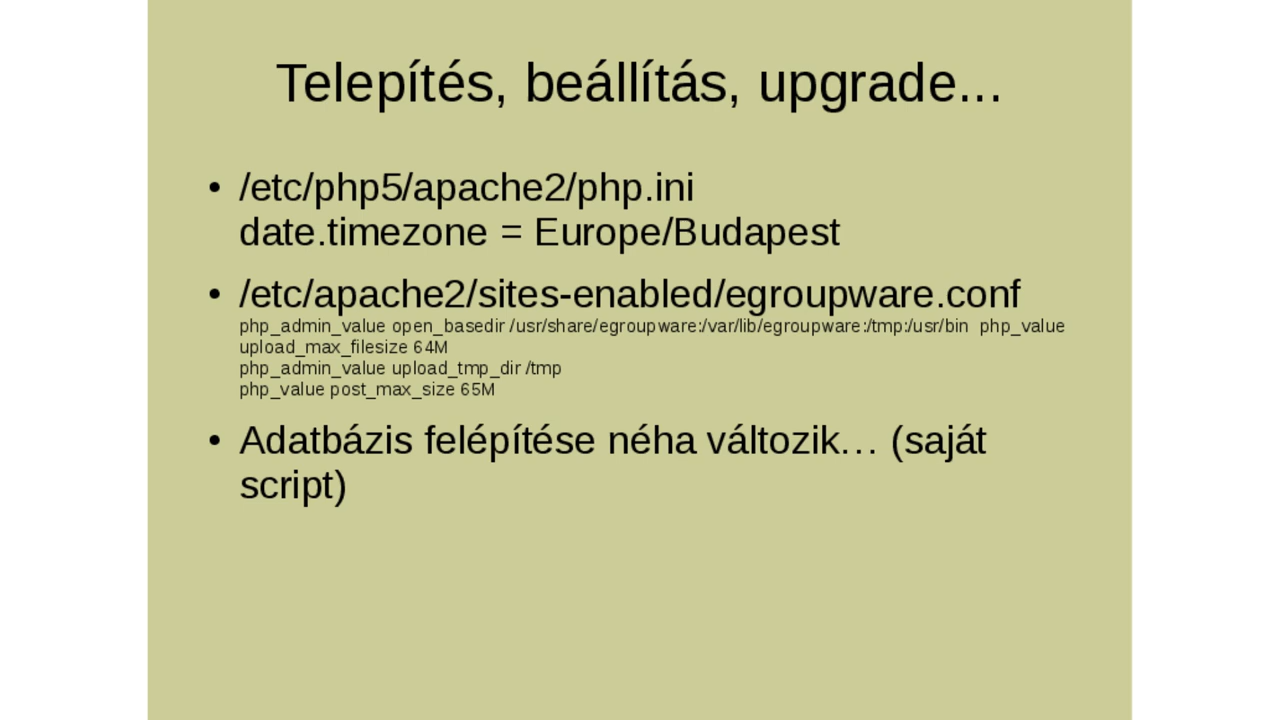 Telepítés, beállítás, upgrade...
• /etc/php5/apache2/php.ini
date.timezone = Europe/Budapest
• /etc/apache2/sites-enabled/egroupware.conf
php_admin_value open_basedir /usr/share/egroupware:/var/lib/egroupware:/tmp:/usr/bin  php_value
upload_max_filesize 64M
php_admin_value upload_tmp_dir /tmp
php_value post_max_size 65M
• Adatbázis felépítése néha változik… (saját
script)